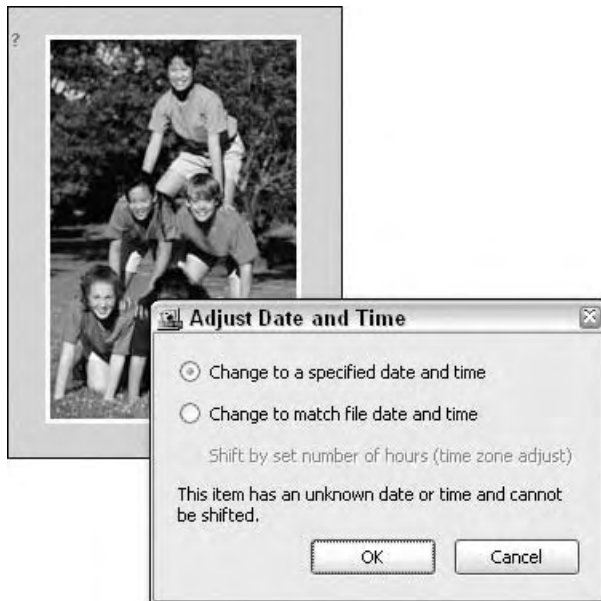 ?
Adjust Date and Time
Change to a specified date and time
Change to match file date and time
Shift by set number of hours (time zone adjust)
This item has an unknown date or time and cannot
be shifted.
OK
Cancel